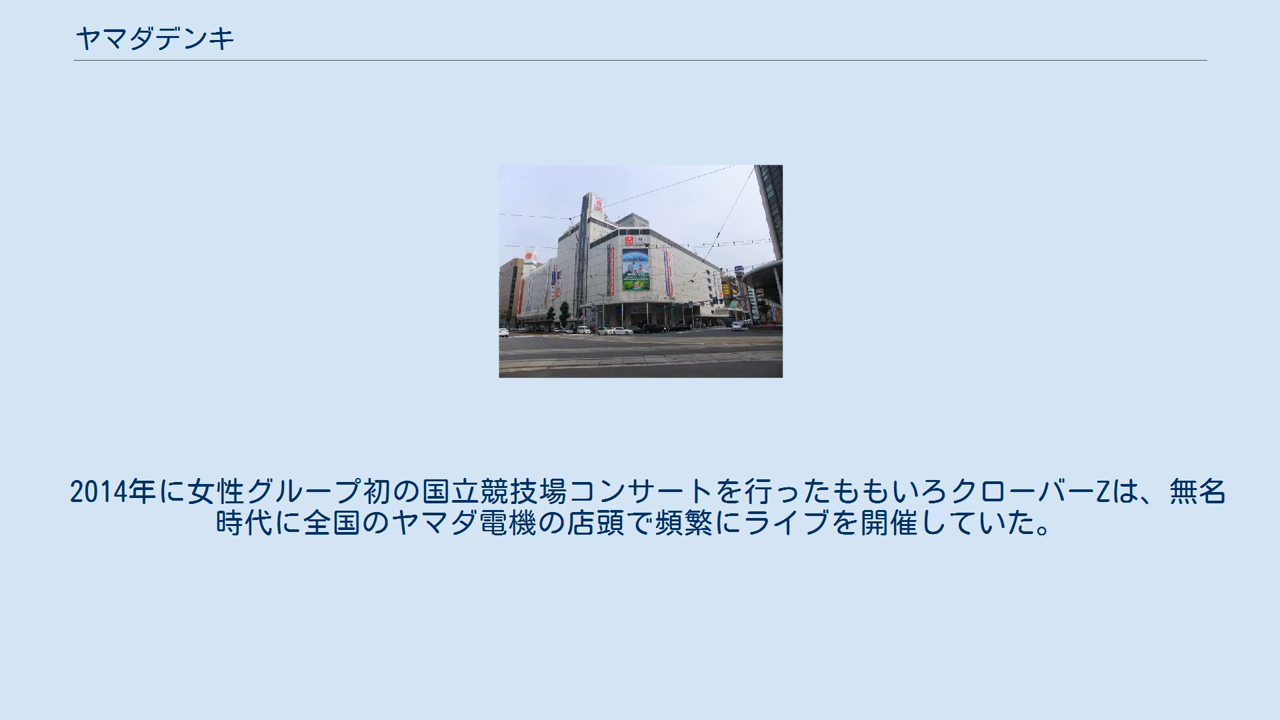 ヤマダデンキ
2014年に女性グループ初の国立競技場コンサートを行ったももいろクローバーZは、無名
時代に全国のヤマダ電機の店頭で頻繁にライブを開催していた。